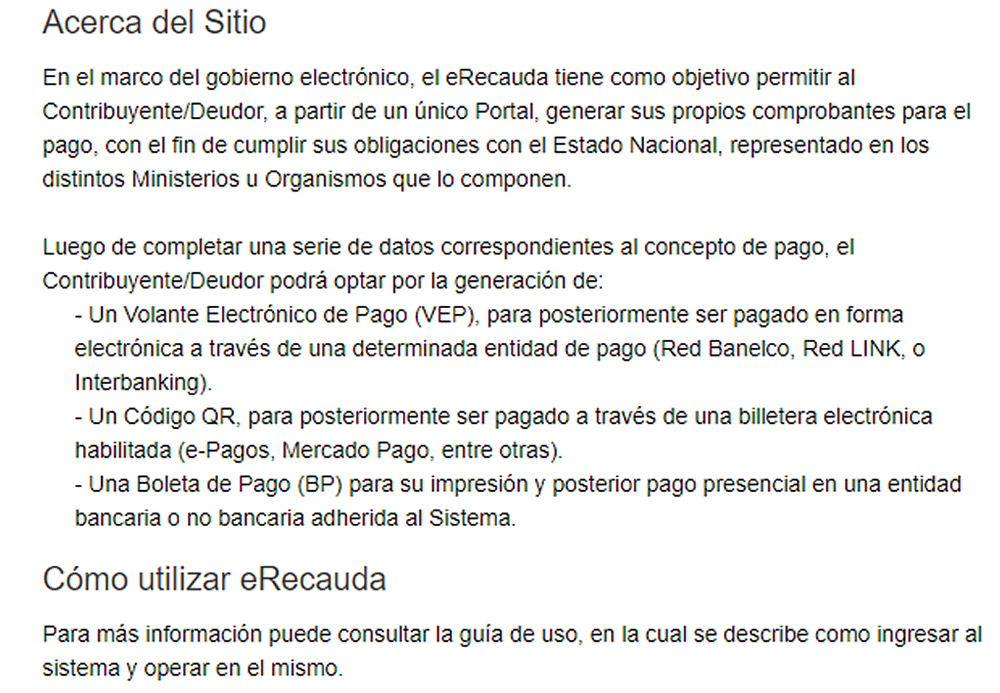 Acerca del Sitio
En el marco del gobierno electrónico, el eRecauda tiene como objetivo permitir al
Contribuyente/Deudor, a partir de un único Portal, generar sus propios comprobantes para el
pago, con el fin de cumplir sus obligaciones con el Estado Nacional, representado en los
distintos Ministerios u Organismos que lo componen.
Luego de completar una serie de datos correspondientes al concepto de pago, el
Contribuyente/Deudor podrá optar por la generación de:
- Un Volante Electrónico de Pago (VEP), para posteriormente ser pagado en forma
electrónica a través de una determinada entidad de pago (Red Banelco, Red LINK, o
Interbanking).
- Un Código QR, para posteriormente ser pagado a través de una billetera electrónica
habilitada (e-Pagos, Mercado Pago, entre otras).
- Una Boleta de Pago (BP) para su impresión y posterior pago presencial en una entidad
bancaria o no bancaria adherida al Sistema.
Cómo utilizar eRecauda
Para más información puede consultar la guía de uso, en la cual se describe como ingresar al
sistema y operar en el mismo.